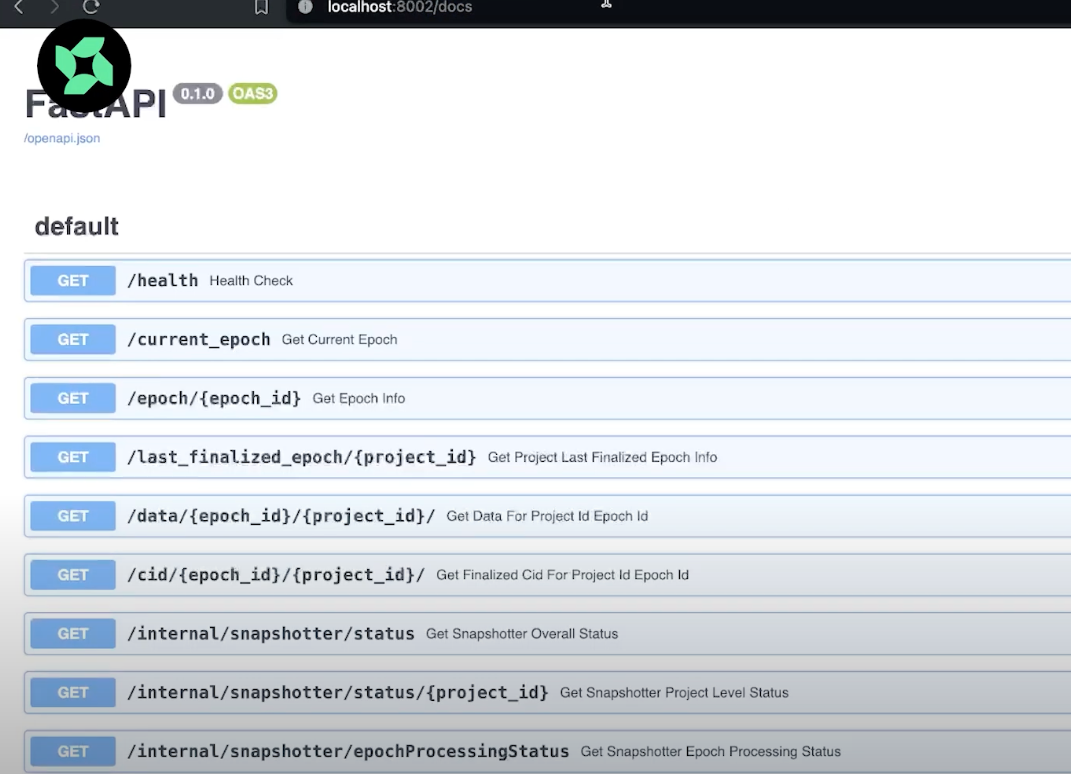 localhost:8002/docs
FastAPI 0.1.0 OAS3
/openapi.json
default
GET /health Health Check
GET /current_epoch Get Current Epoch
GET /epoch/{epoch_id} Get Epoch Info
GET /last_finalized_epoch/{project_id} Get Project Last Finalized Epoch Info
GET /data/{epoch_id}/{project_id}/ Get Data For Project Id Epoch Id
GET /cid/{epoch_id}/{project_id}/ Get Finalized Cid For Project Id Epoch Id
GET /internal/snapshotter/status Get Snapshotter Overall Status
GET /internal/snapshotter/status/{project_id} Get Snapshotter Project Level Status
GET /internal/snapshotter/epochProcessingStatus Get Snapshotter Epoch Processing Status